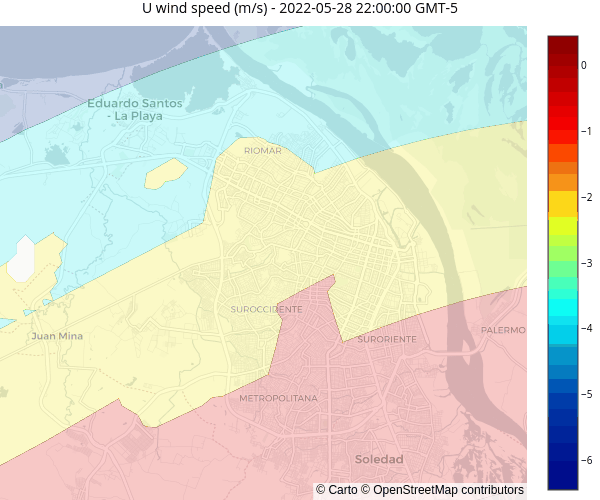 U wind speed (m/s) - 2022-05-28 22:00:00 GMT-5
0
Eduardo Santos
- La Playa
−1
RIOMAR
−2
−3
SUROCCIDENTE
−4
PALERMO
Juan Mina
SURORIENTE
−5
METROPOLITANA
Soledad
−6
© Carto © OpenStreetMap contributors